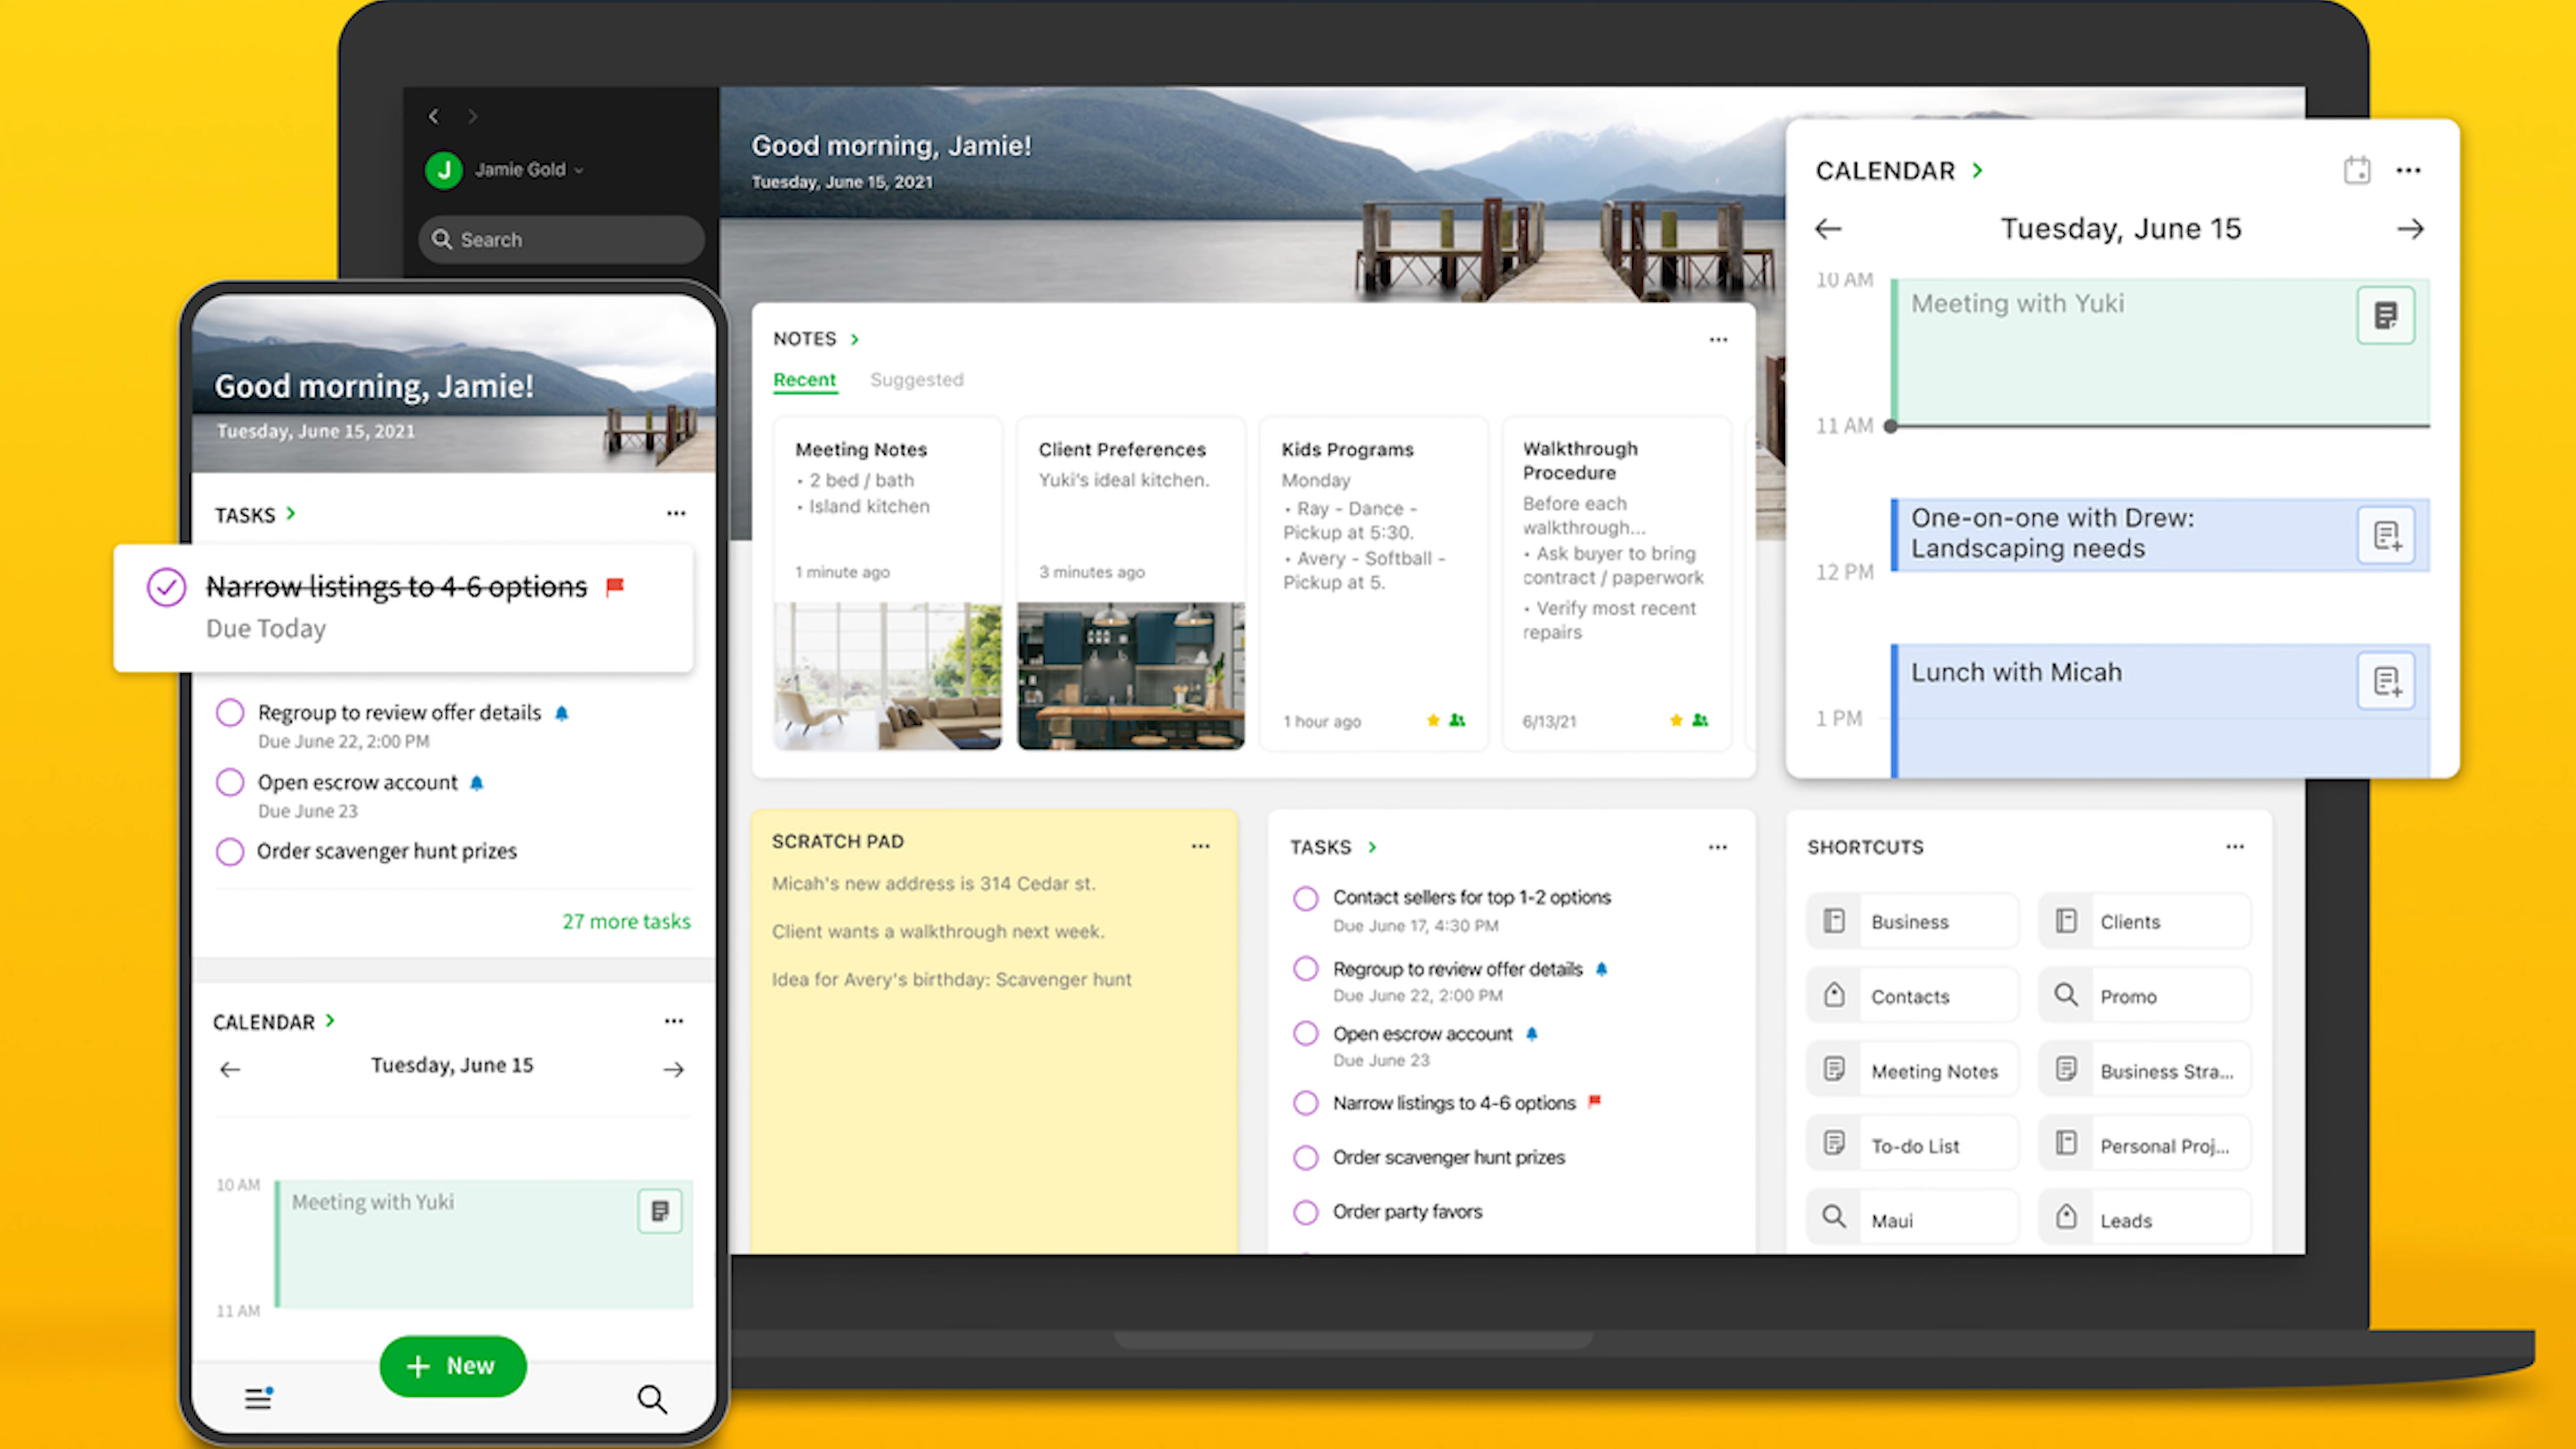 Jamie Gold
J
Search
Good morning, Jamie!
Tuesday, June 15, 2021
NOTES
Recent
Suggested
Meeting Notes
• 2 bed / bath
• Island kitchen
1 minute ago
Client Preferences
Yuki's ideal kitchen.
3 minutes ago
Kids Programs
Monday
• Ray - Dance -
Pickup at 5:30.
• Avery - Softball -
Pickup at 5.
1 hour ago
Walkthrough
Procedure
Before each
walkthrough...
• Ask buyer to bring
contract / paperwork
• Verify most recent
repairs
6/13/21
CALENDAR
Tuesday, June 15
10 AM
Meeting with Yuki
11 AM
One-on-one with Drew:
Landscaping needs
12 PM
Lunch with Micah
1 PM
SCRATCH PAD
Micah's new address is 314 Cedar st.
Client wants a walkthrough next week.
Idea for Avery's birthday: Scavenger hunt
TASKS
Contact sellers for top 1-2 options
Due June 17, 4:30 PM
Regroup to review offer details
Due June 22, 2:00 PM
Open escrow account
Due June 23
Narrow listings to 4-6 options
Order scavenger hunt prizes
Order party favors
SHORTCUTS
Business
Clients
Contacts
Promo
Meeting Notes
Business Stra...
To-do List
Personal Proj...
Maui
Leads
Good morning, Jamie!
Tuesday, June 15, 2021
TASKS
Narrow listings to 4-6 options
Due Today
Regroup to review offer details
Due June 22, 2:00 PM
Open escrow account
Due June 23
Order scavenger hunt prizes
27 more tasks
CALENDAR
Tuesday, June 15
10 AM
Meeting with Yuki
11 AM
+ New